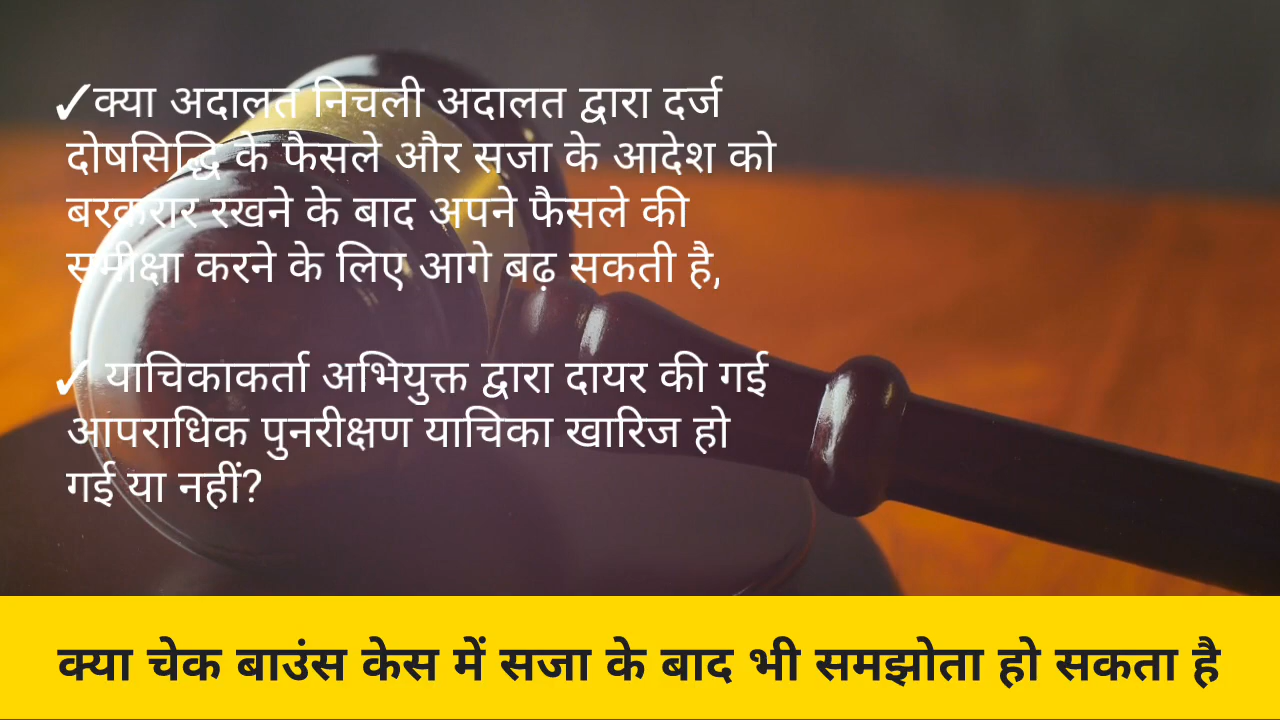 ✓क्या अदालत निचली अदालत द्वारा दर्ज
दोषसिद्धि के फैसले और सजा के आदेश को
बरकरार रखने के बाद अपने फैसले की
समीक्षा करने के लिए आगे बढ़ सकती है,
✓ याचिकाकर्ता अभियुक्त द्वारा दायर की गई
आपराधिक पुनरीक्षण याचिका खारिज हो
गई या नहीं?
क्या चेक बाउंस केस में सजा के बाद भी समझोता हो सकता है